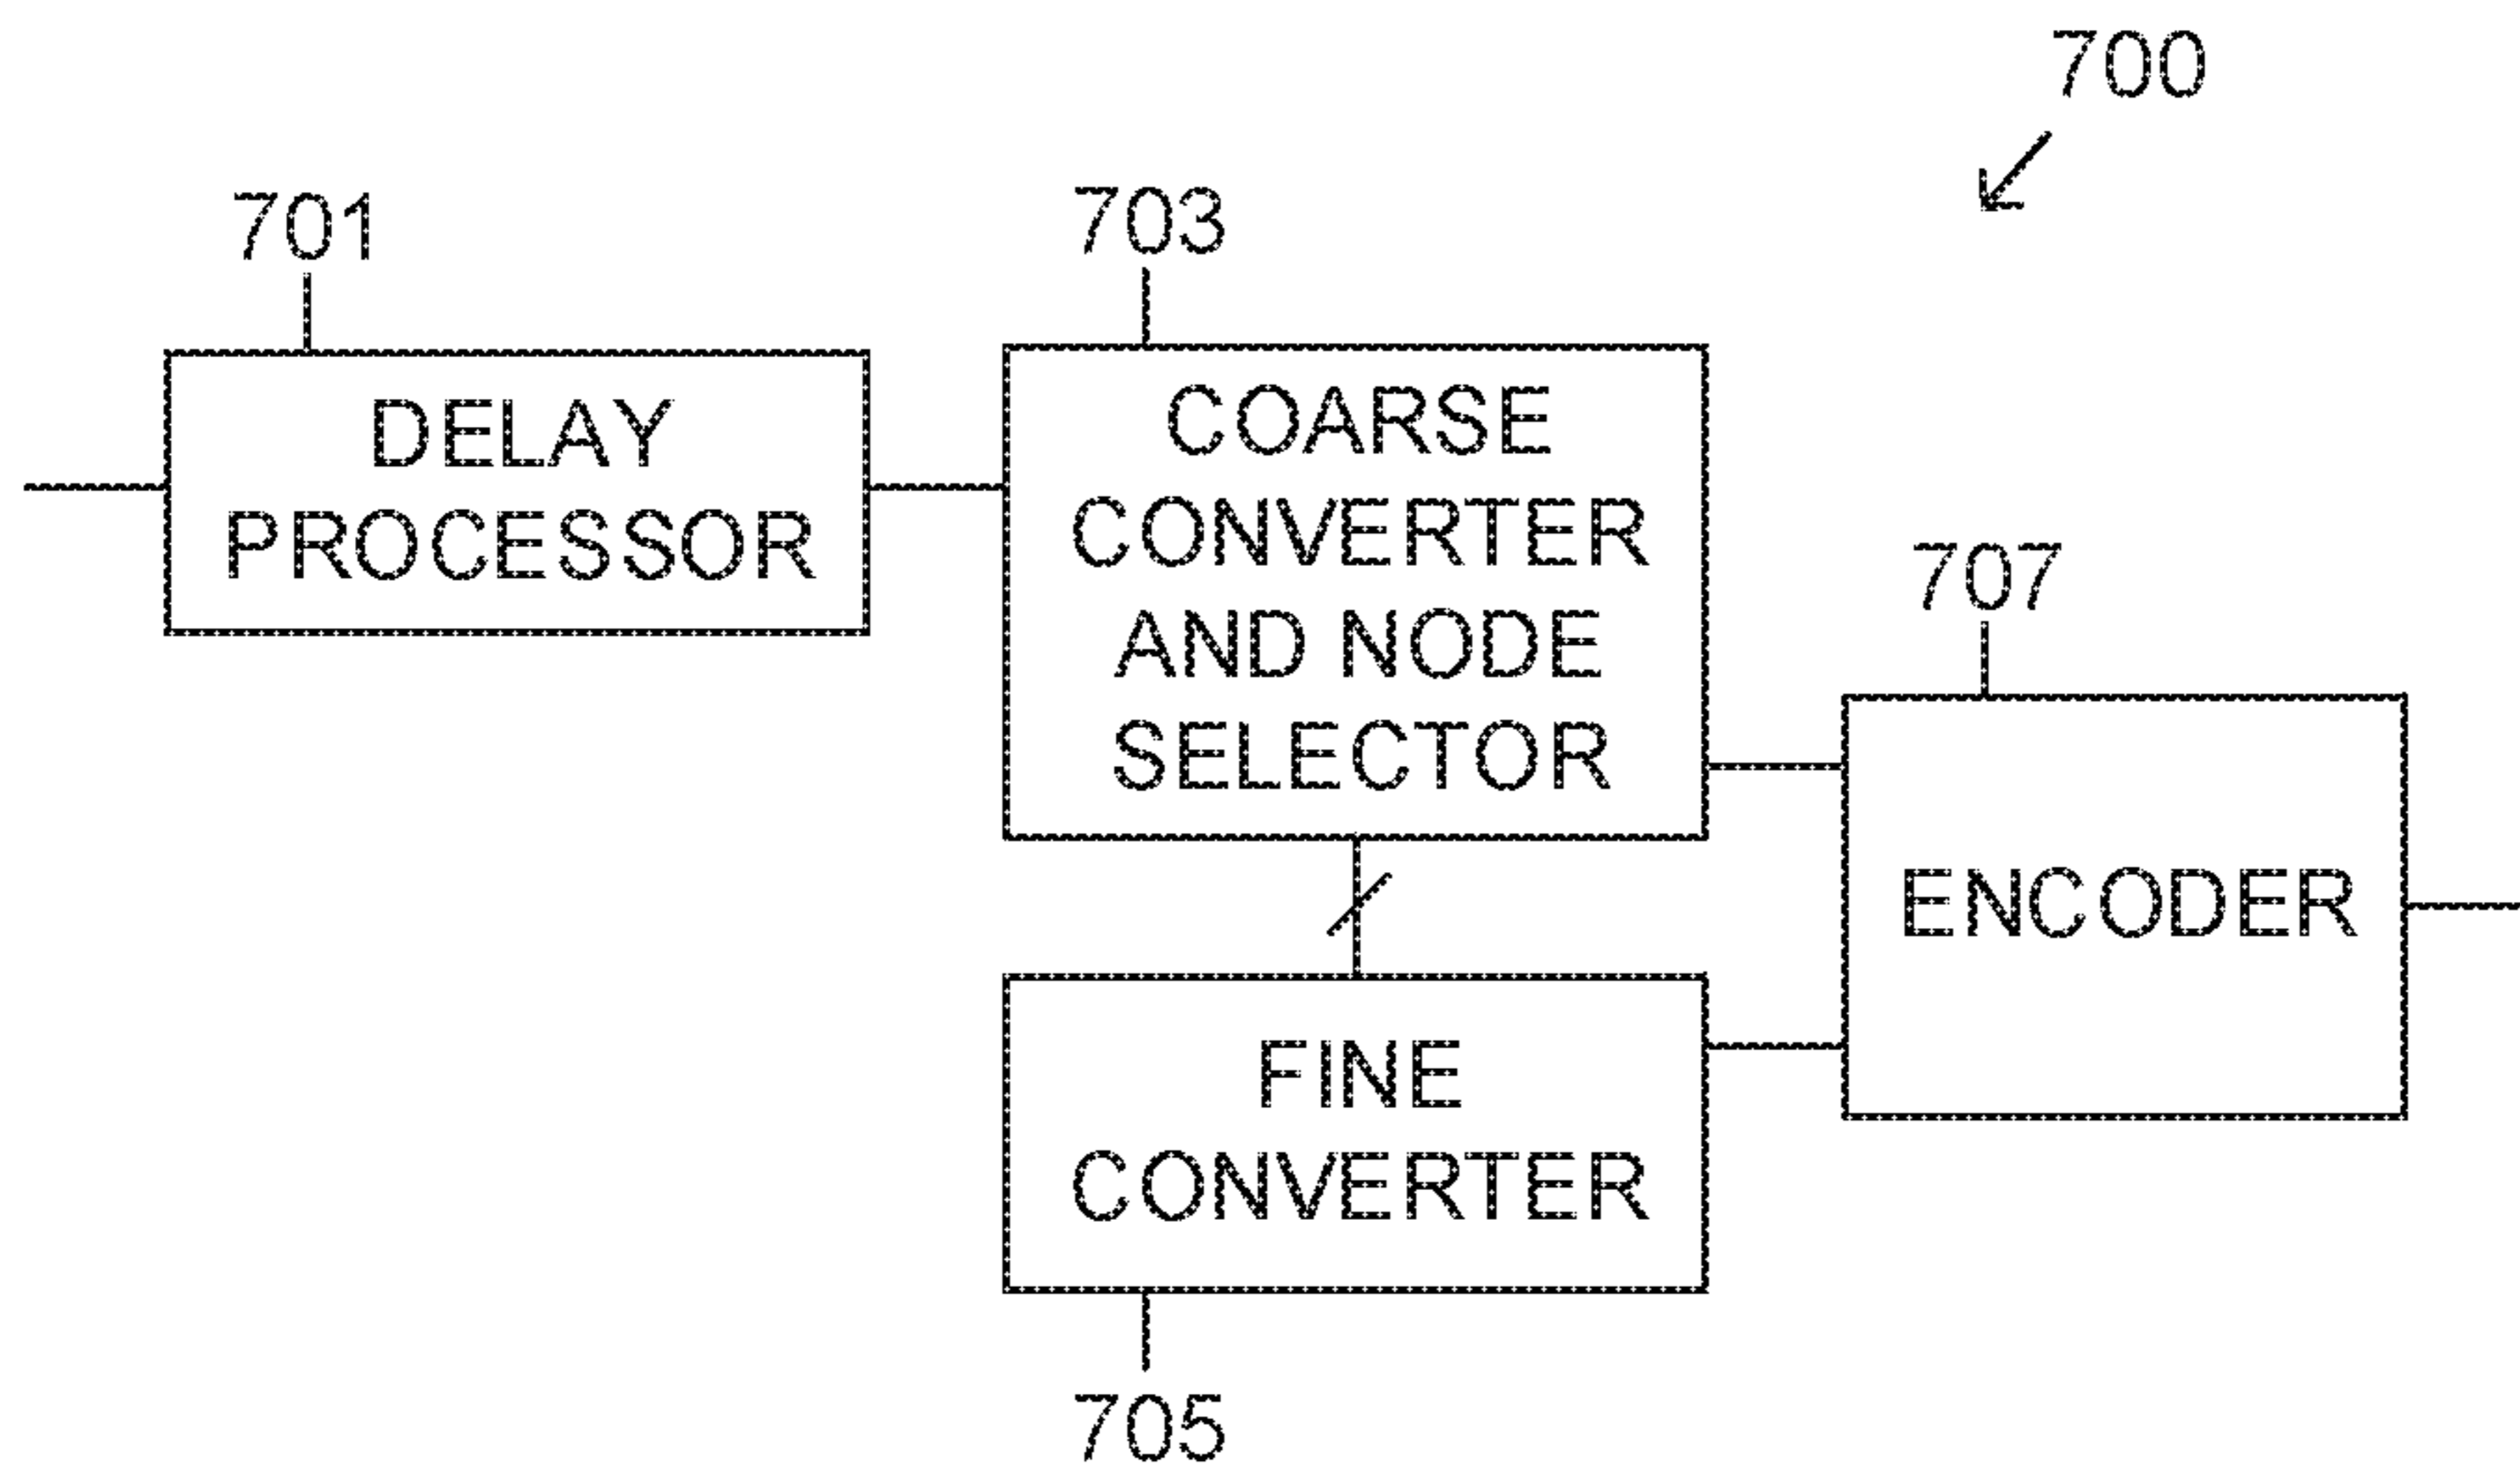 700
701
703
DELAY
PROCESSOR
COARSE
CONVERTER
AND NODE
SELECTOR
707
ENCODER
FINE
CONVERTER
705